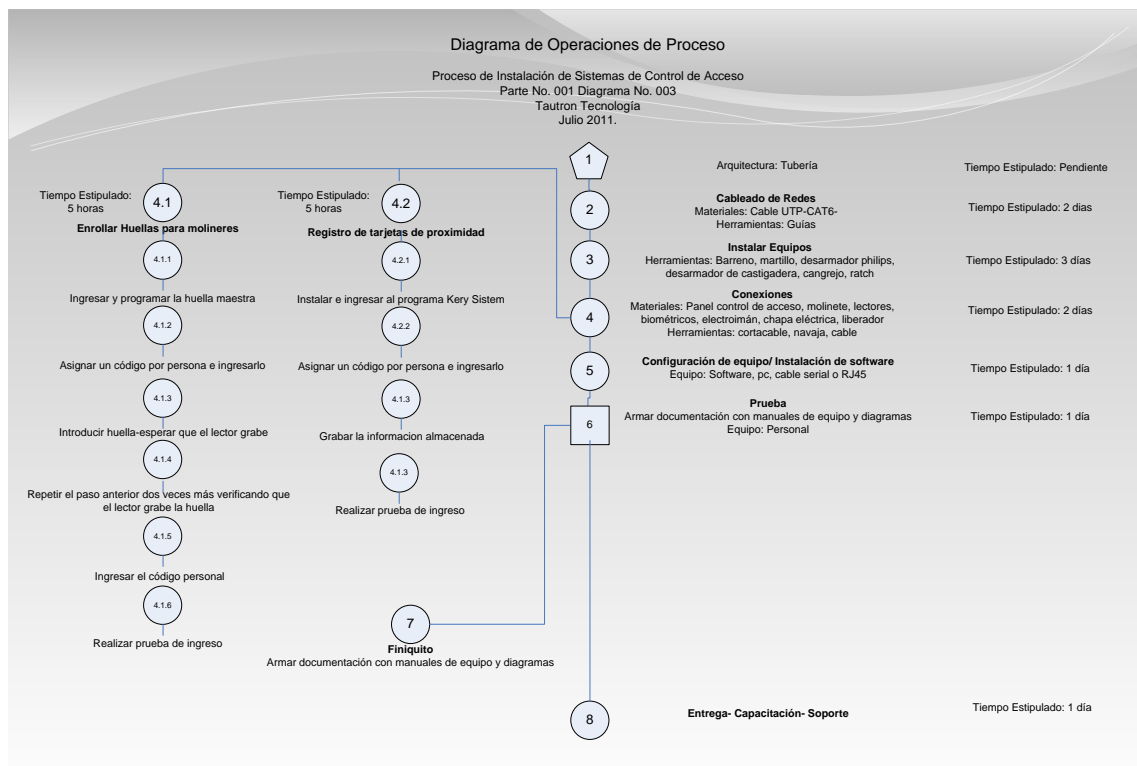 Diagrama de Operaciones de Proceso
Proceso de Instalación de Sistemas de Control de Acceso
Parte No. 001 Diagrama No. 003
Tautron Tecnología
Julio 2011.
1
Arquitectura: Tubería
Tiempo Estipulado: Pendiente
2
Cableado de Redes
Materiales: Cable UTP-CAT6-
Herramientas: Guías
Tiempo Estipulado: 2 dias
3
Instalar Equipos
Herramientas: Barreno, martillo, desarmador philips,
desarmador de castigadera, cangrejo, ratch
Tiempo Estipulado: 3 días
4
Conexiones
Materiales: Panel control de acceso, molinete, lectores,
biométricos, electroimán, chapa eléctrica, liberador
Herramientas: cortacable, navaja, cable
Tiempo Estipulado: 2 días
5
Configuración de equipo/ Instalación de software
Equipo: Software, pc, cable serial o RJ45
Tiempo Estipulado: 1 día
6
Prueba
Armar documentación con manuales de equipo y diagramas
Equipo: Personal
Tiempo Estipulado: 1 día
Tiempo Estipulado:
5 horas
4.1
Enrollar Huellas para molineres
4.1.1
Ingresar y programar la huella maestra
4.1.2
Asignar un código por persona e ingresarlo
4.1.3
Introducir huella-esperar que el lector grabe
4.1.4
Repetir el paso anterior dos veces más verificando que
el lector grabe la huella
4.1.5
Ingresar el código personal
4.1.6
Realizar prueba de ingreso
Tiempo Estipulado:
5 horas
4.2
Registro de tarjetas de proximidad
4.2.1
Instalar e ingresar al programa Kery Sistem
4.2.2
Asignar un código por persona e ingresarlo
4.1.3
Grabar la informacion almacenada
4.1.3
Realizar prueba de ingreso
7
Finiquito
Armar documentación con manuales de equipo y diagramas
8
Entrega- Capacitación- Soporte
Tiempo Estipulado: 1 día